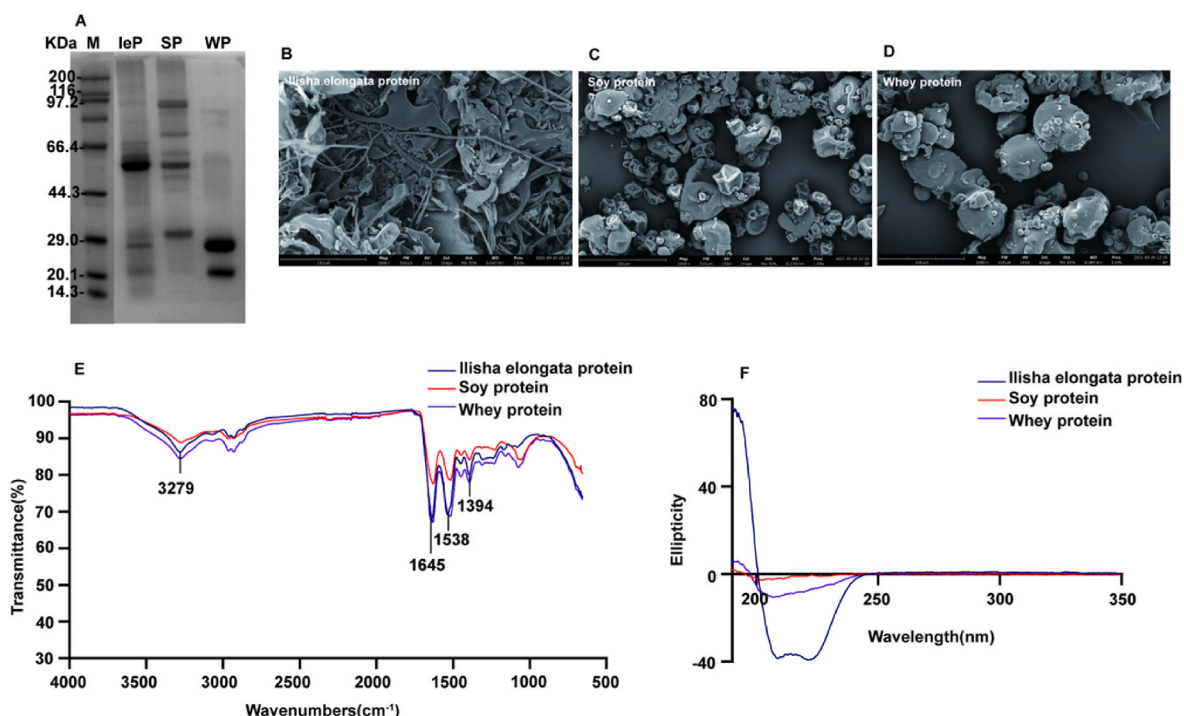 A
KDa M IeP SP WP
200
116
97.2
66.4
44.3
29.0
20.1
14.3
B
Ilisha elongata protein
C
Soy protein
D
Whey protein
E
Ilisha elongata protein
Soy protein
Whey protein
100
90
80
70
60
50
40
30
3279
1394
1538
1645
Transmittance(%)
4000 3500 3000 2500 2000 1500 1000 500
Wavenumbers(cm⁻¹)
F
Ilisha elongata protein
Soy protein
Whey protein
80
40
0
-40
Ellipticity
200 250 300 350
Wavelength(nm)